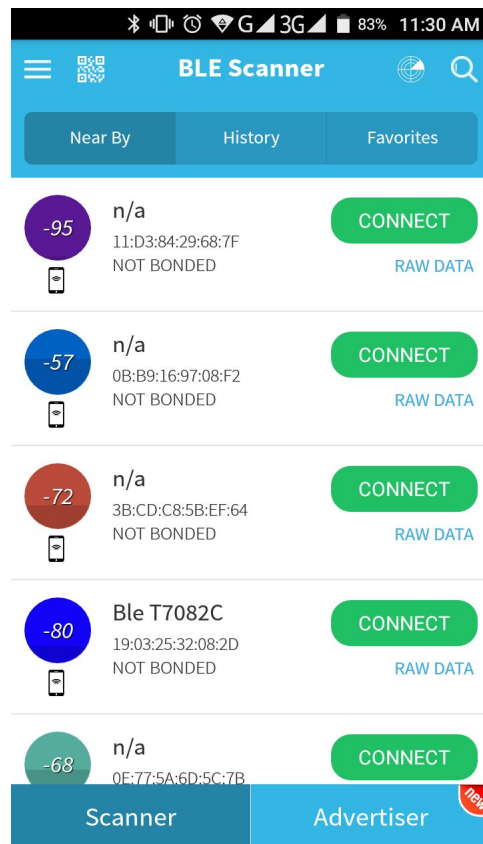 G 3G 83% 11:30 AM
BLE Scanner
Near By History Favorites
-95 n/a CONNECT
11:D3:84:29:68:7F
NOT BONDED RAW DATA
-57 n/a CONNECT
0B:B9:16:97:08:F2
NOT BONDED RAW DATA
-72 n/a CONNECT
3B:CD:C8:5B:EF:64
NOT BONDED RAW DATA
-80 Ble T7082C CONNECT
19:03:25:32:08:2D
NOT BONDED RAW DATA
-68 n/a CONNECT
0E:77:5A:6D:5C:7B
Scanner Advertiser new